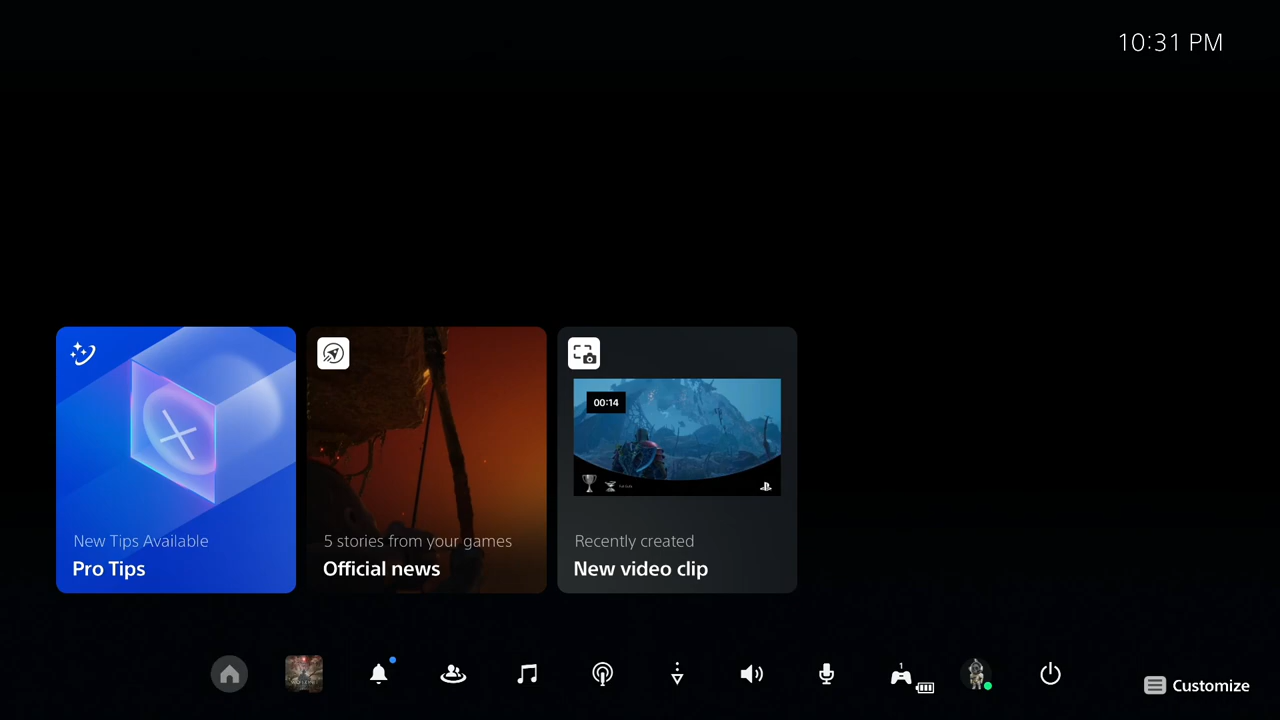 10:31 PM
New Tips Available
Pro Tips
5 stories from your games
Official news
00:14
Recently created
New video clip
1
Customize